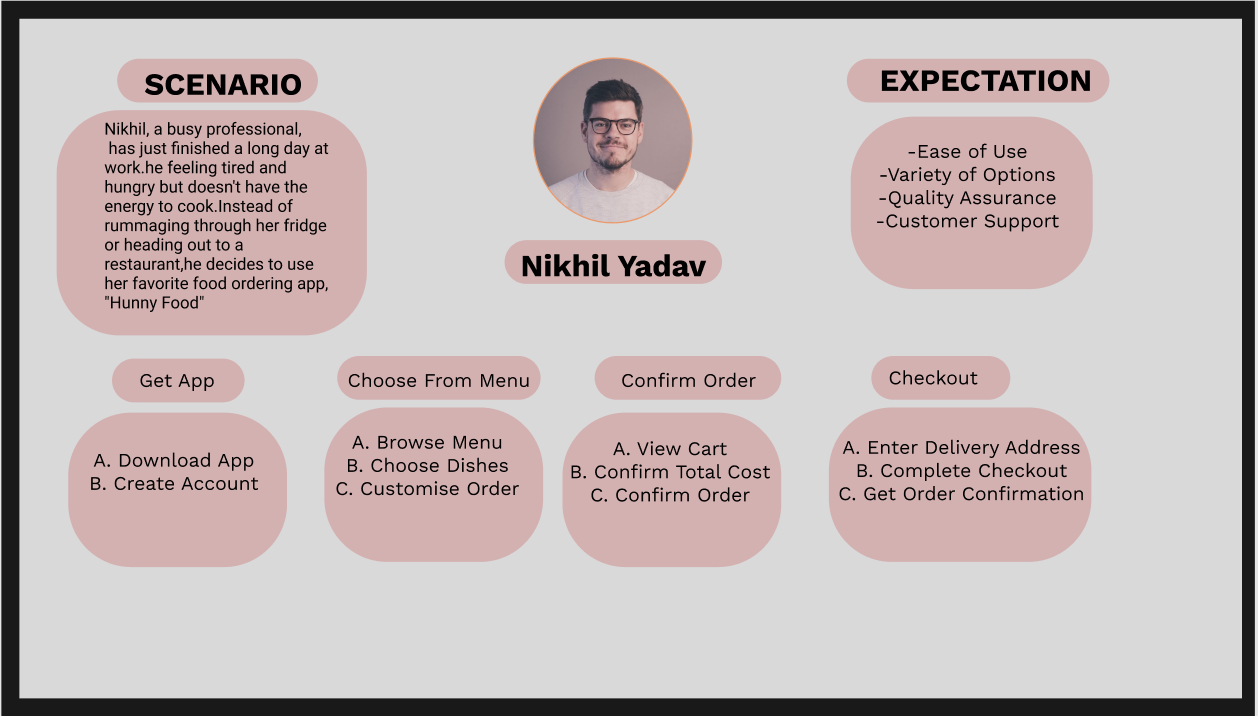 SCENARIO
Nikhil, a busy professional,
has just finished a long day at
work.he feeling tired and
hungry but doesn't have the
energy to cook.Instead of
rummaging through her fridge
or heading out to a
restaurant,he decides to use
her favorite food ordering app,
"Hunny Food"
Nikhil Yadav
EXPECTATION
-Ease of Use
-Variety of Options
-Quality Assurance
-Customer Support
Get App
A. Download App
B. Create Account
Choose From Menu
A. Browse Menu
B. Choose Dishes
C. Customise Order
Confirm Order
A. View Cart
B. Confirm Total Cost
C. Confirm Order
Checkout
A. Enter Delivery Address
B. Complete Checkout
C. Get Order Confirmation